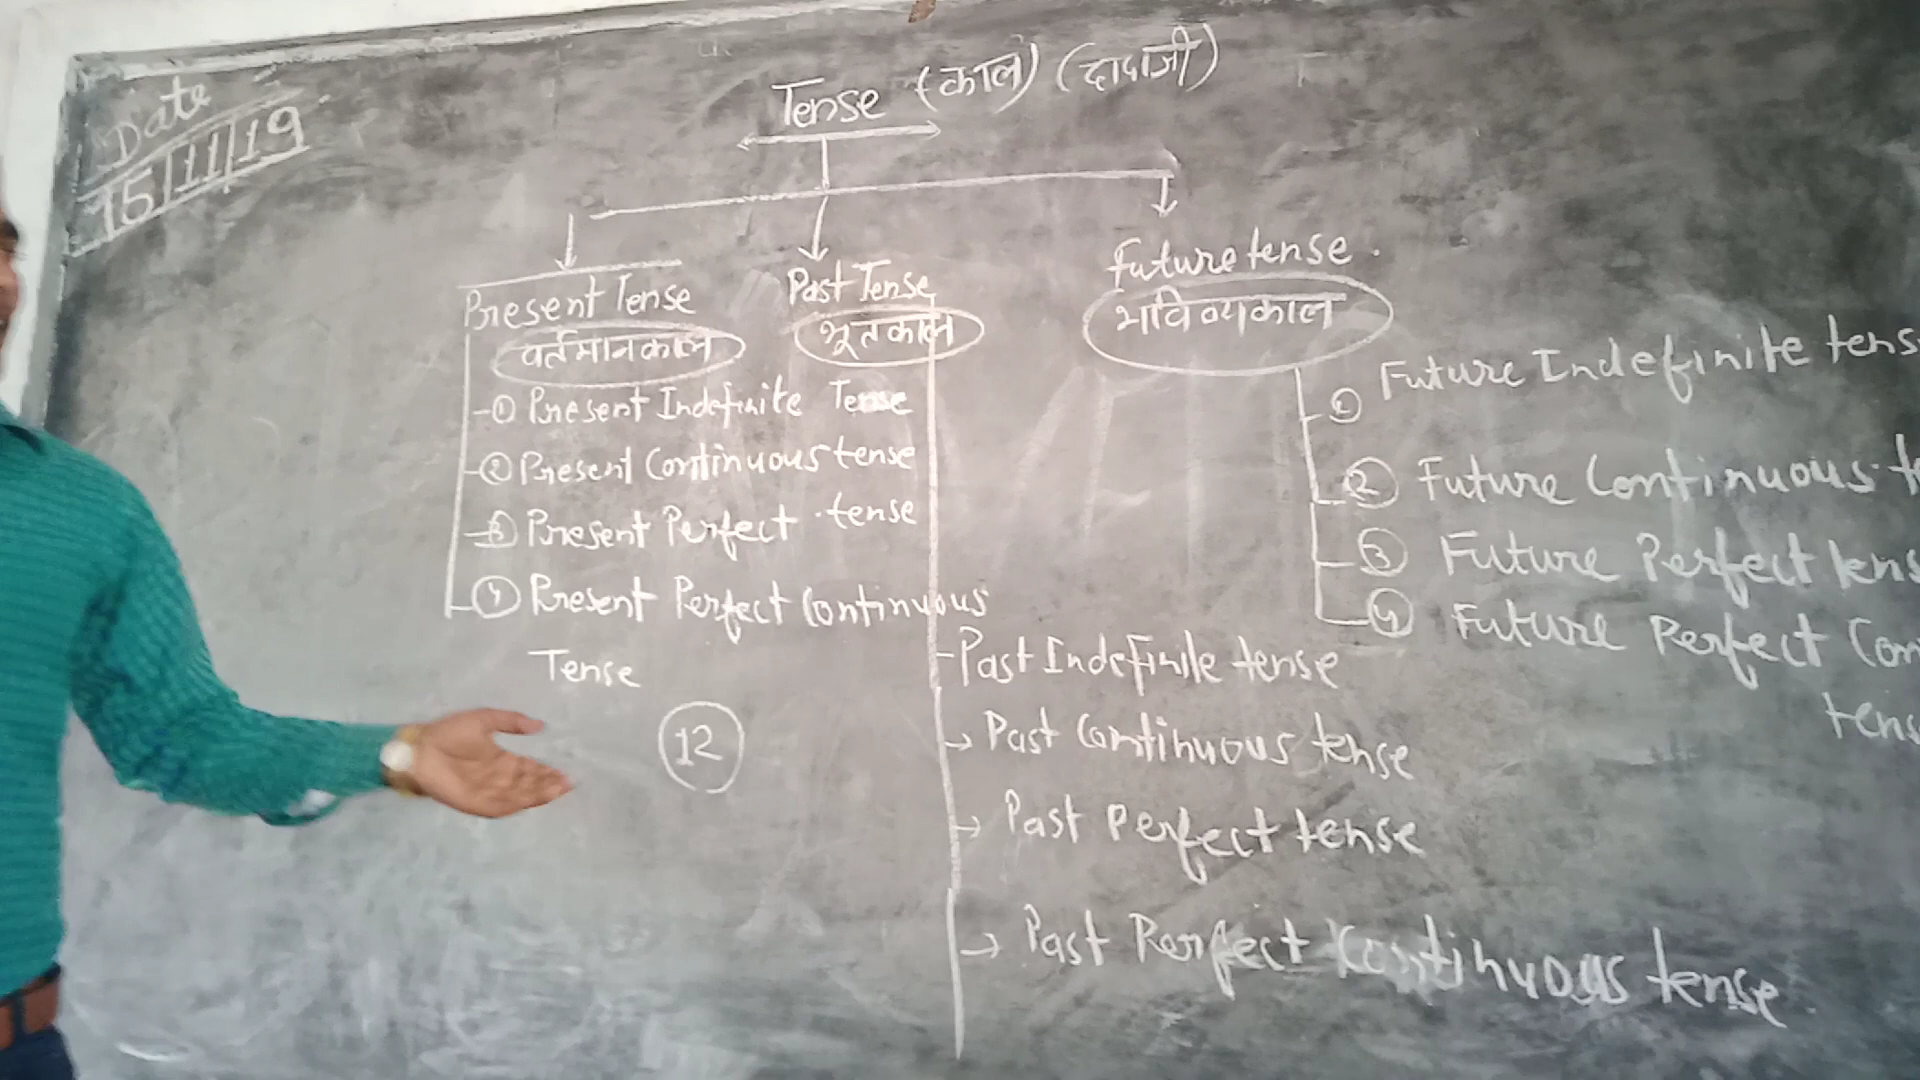 Date
15/11/19
Tense (काल) (दादाजी)
Present Tense
वर्तमानकाल
① Present Indefinite Tense
② Present Continuous tense
③ Present Perfect tense
④ Present Perfect Continuous
Tense
12
Past Tense
भूतकाल
Past Indefinite tense
→ Past Continuous tense
→ Past Perfect tense
→ Past Perfect Continuous tense
Future tense.
भविष्यकाल
① Future Indefinite tens
② Future Continuous t
③ Future Perfect tens
④ Future Perfect Con
tens